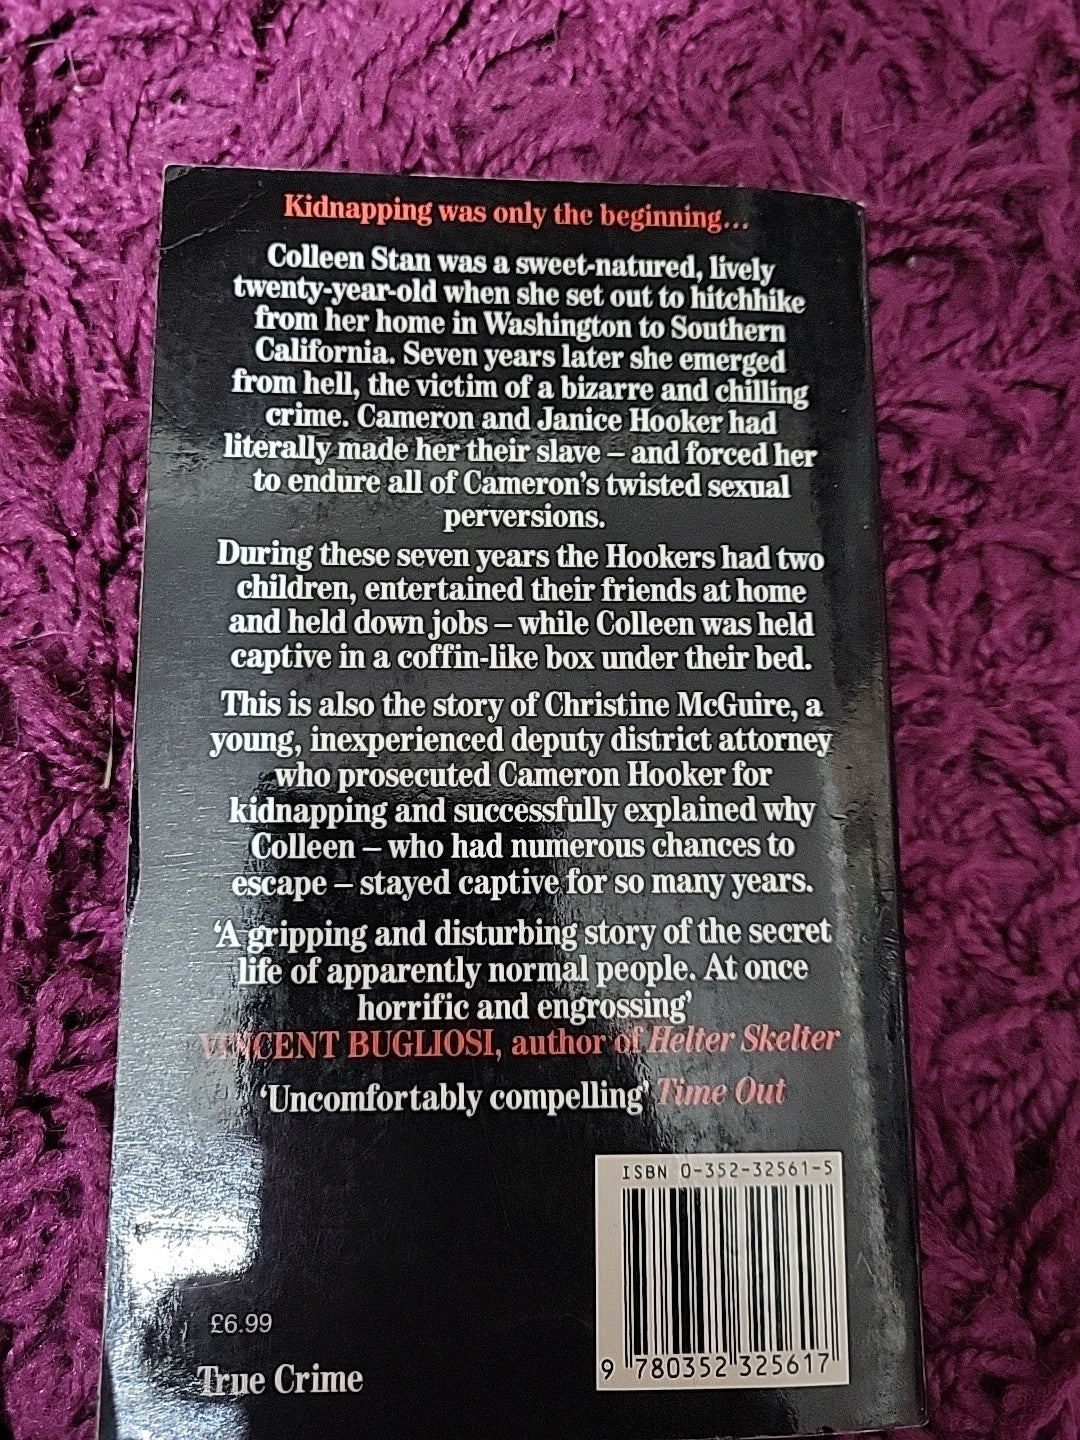 Kidnapping was only the beginning...
Colleen Stan was a sweet-natured, lively
twenty-year-old when she set out to hitchhike
from her home in Washington to Southern
California. Seven years later she emerged
from hell, the victim of a bizarre and chilling
crime. Cameron and Janice Hooker had
literally made her their slave – and forced her
to endure all of Cameron's twisted sexual
perversions.
During these seven years the Hookers had two
children, entertained their friends at home
and held down jobs – while Colleen was held
captive in a coffin-like box under their bed.
This is also the story of Christine McGuire, a
young, inexperienced deputy district attorney
who prosecuted Cameron Hooker for
kidnapping and successfully explained why
Colleen – who had numerous chances to
escape – stayed captive for so many years.
‘A gripping and disturbing story of the secret
life of apparently normal people. At once
horrific and engrossing’
VINCENT BUGLIOSI, author of Helter Skelter
‘Uncomfortably compelling’ Time Out
ISBN 0-352-32561-5
9 780352 325617
£6.99
True Crime